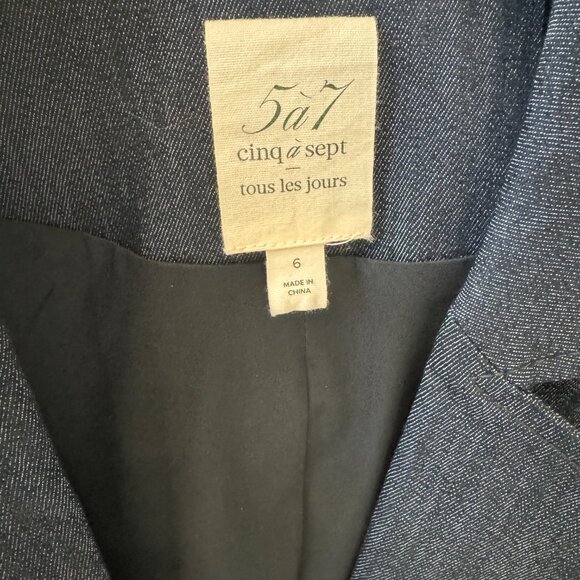 5à7
cinq à sept
tous les jours
6
MADE IN
CHINA